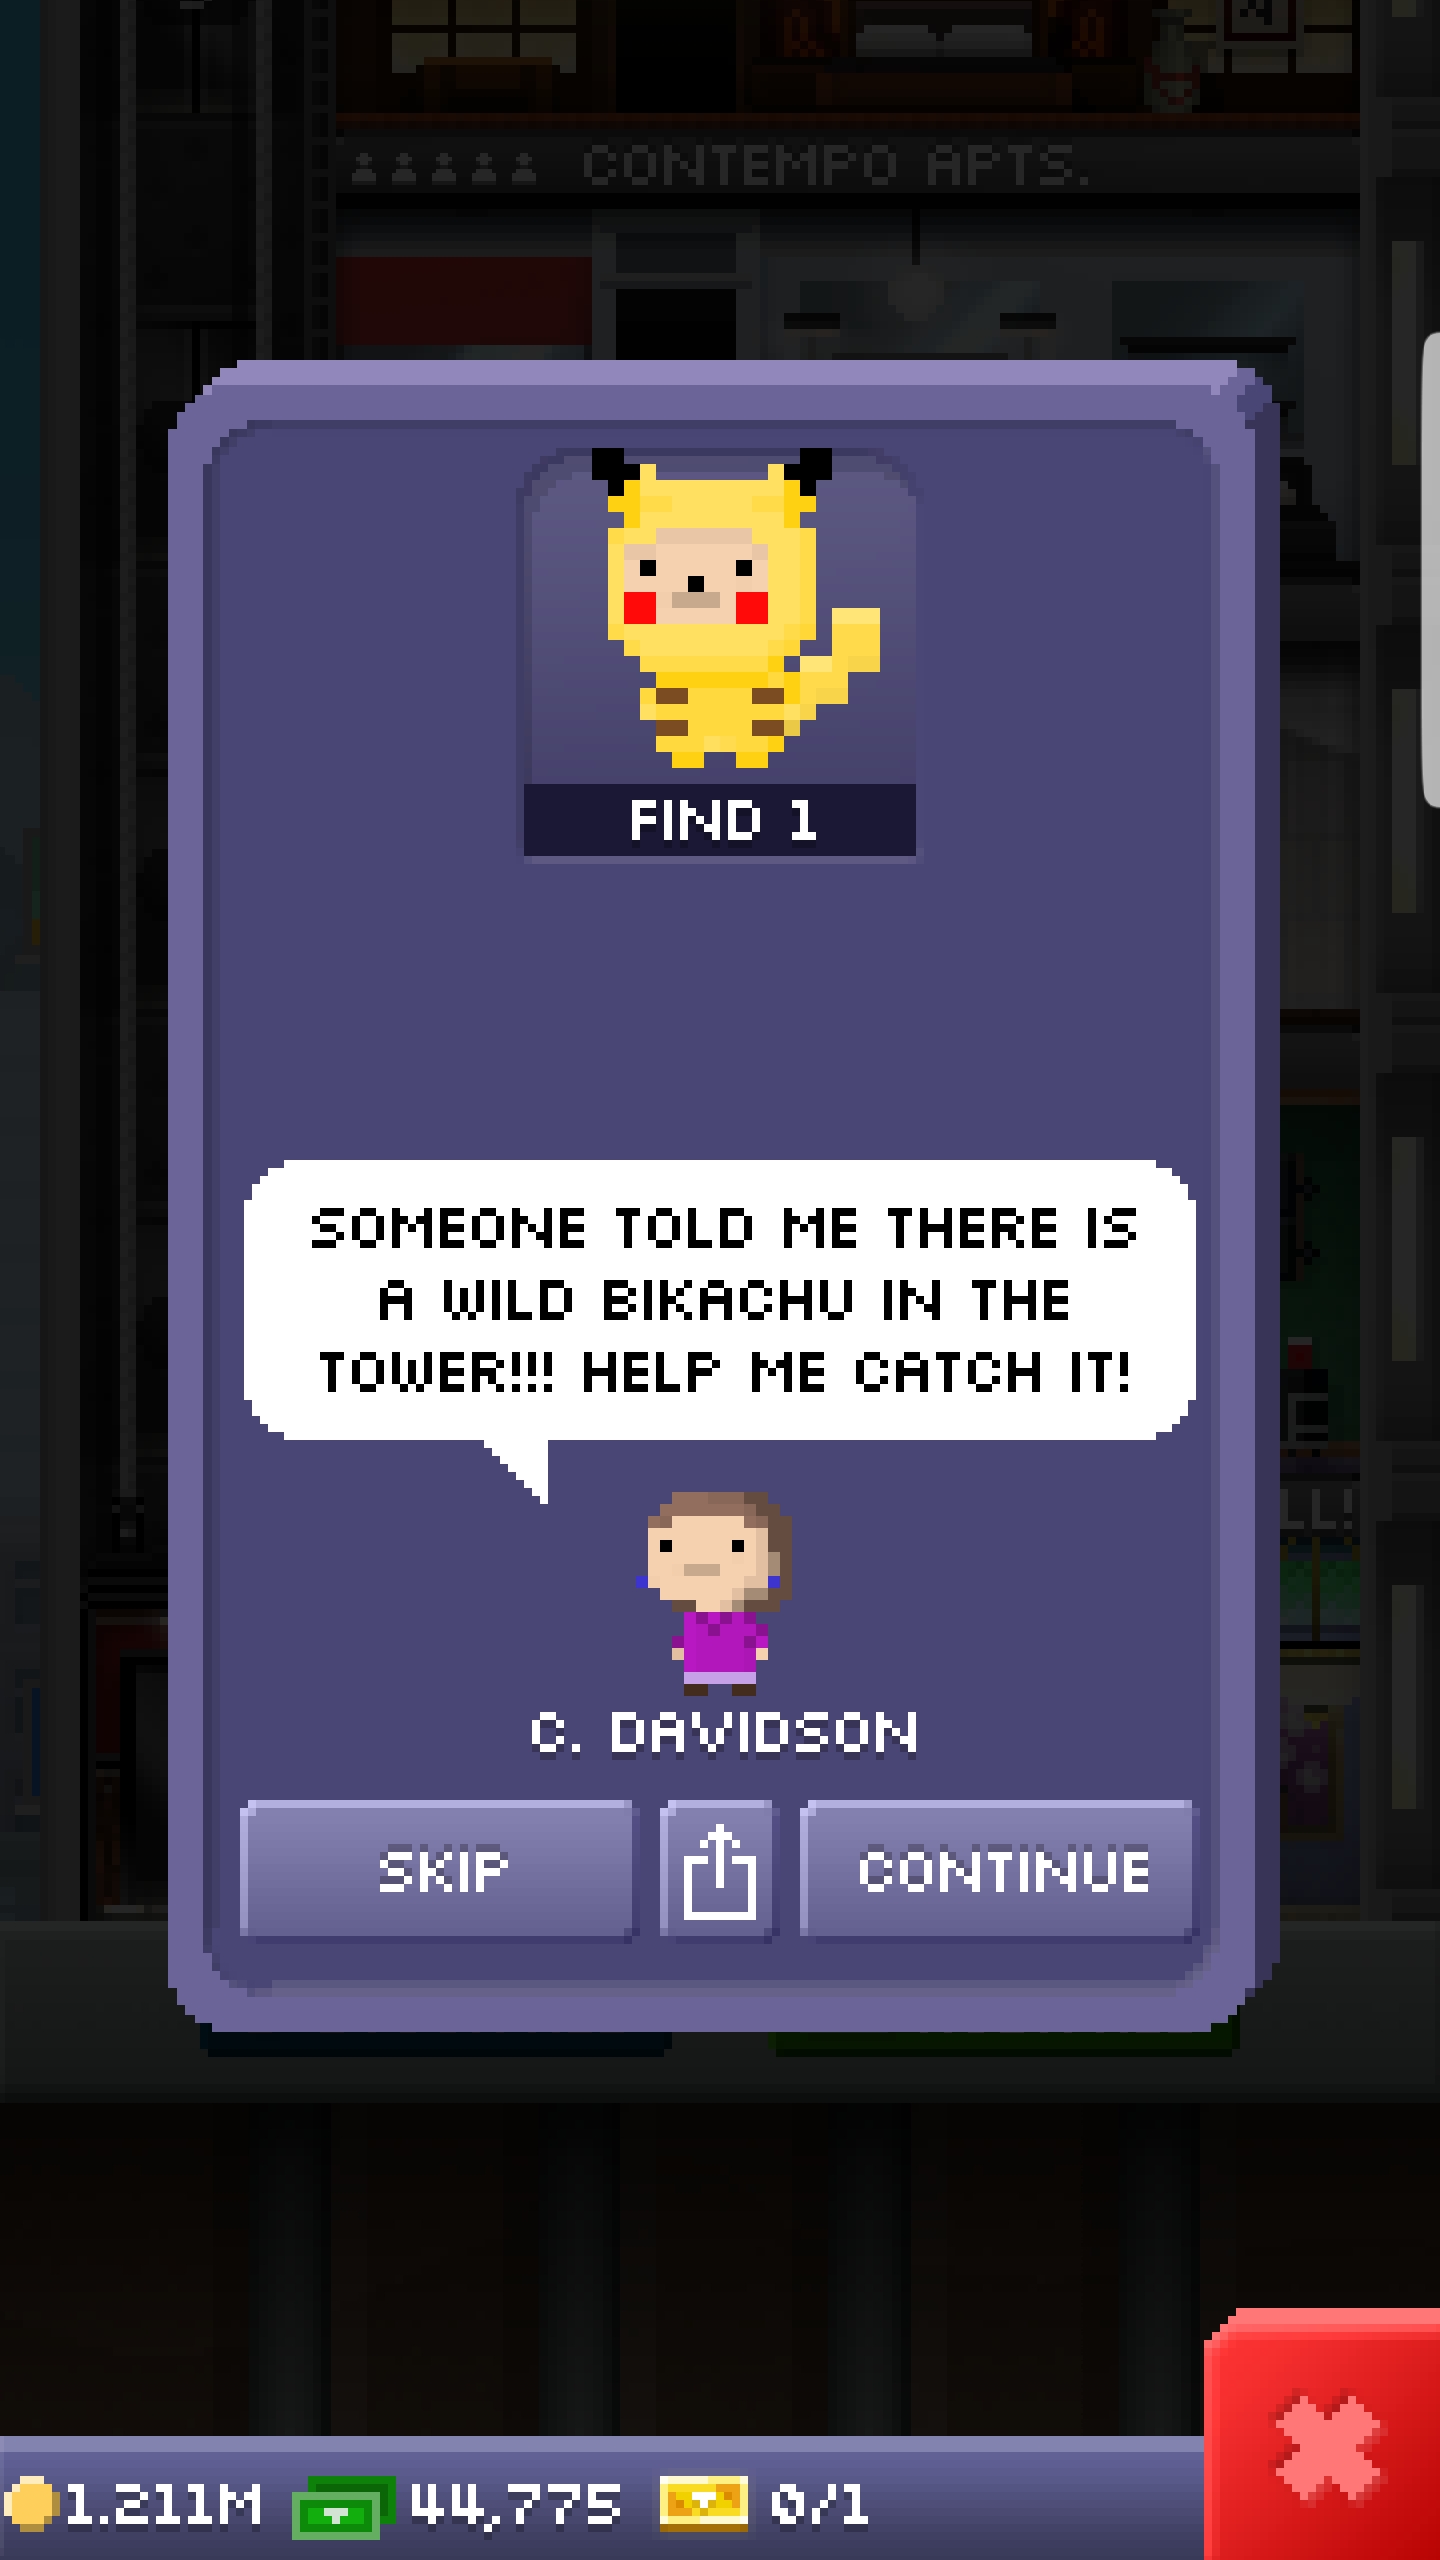 CONTEMPO APTS.
FIND 1
SOMEONE TOLD ME THERE IS
A WILD BIKACHU IN THE
TOWER!!! HELP ME CATCH IT!
LL!
C. DAVIDSON
SKIP
CONTINUE
1.211M 44,775 0/1